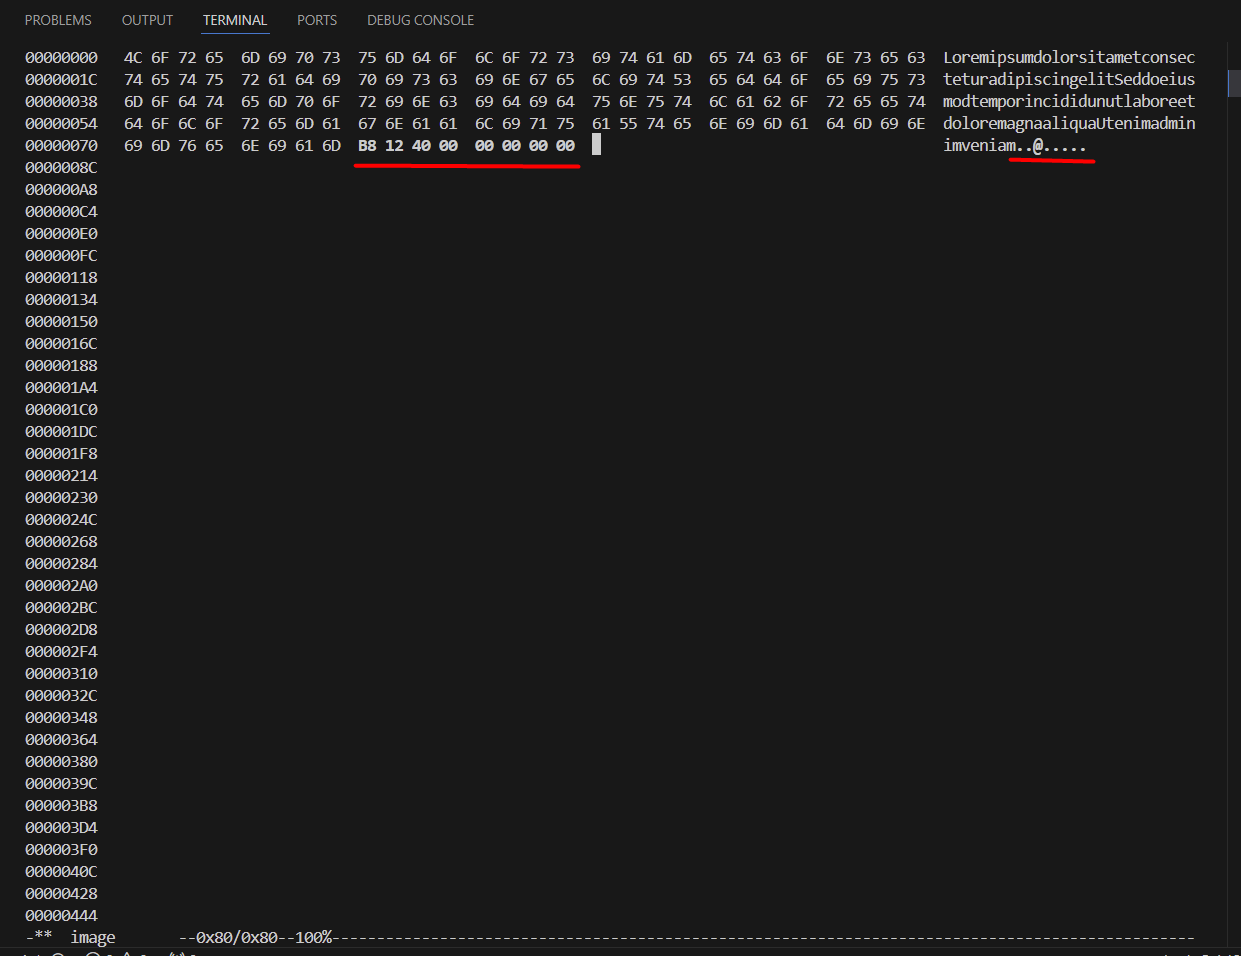 PROBLEMS OUTPUT TERMINAL PORTS DEBUG CONSOLE
00000000 4C 6F 72 65 6D 69 70 73 75 6D 64 6F 6C 6F 72 73 69 74 61 6D 65 74 63 6F 6E 73 65 63 Loremipsumdolorsitametconsec
0000001C 74 65 74 75 72 61 64 69 70 69 73 63 69 6E 67 65 6C 69 74 53 65 64 64 6F 65 69 75 73 teturadipiscingelitSeddoeius
00000038 6D 6F 64 74 65 6D 70 6F 72 69 6E 63 69 64 69 64 75 6E 75 74 6C 61 62 6F 72 65 65 74 modtemporincididunutlaboreet
00000054 64 6F 6C 6F 72 65 6D 61 67 6E 61 61 6C 69 71 75 61 55 74 65 6E 69 6D 61 64 6D 69 6E doloremagnaaliquaUtenimadmin
00000070 69 6D 76 65 6E 69 61 6D B8 12 40 00 00 00 00 00 imveniam..@.....
0000008C
000000A8
000000C4
000000E0
000000FC
00000118
00000134
00000150
0000016C
00000188
000001A4
000001C0
000001DC
000001F8
00000214
00000230
0000024C
00000268
00000284
000002A0
000002BC
000002D8
000002F4
00000310
0000032C
00000348
00000364
00000380
0000039C
000003B8
000003D4
000003F0
0000040C
00000428
00000444
-** image --0x80/0x80--100%------------------------------------------------------------------------------------------------